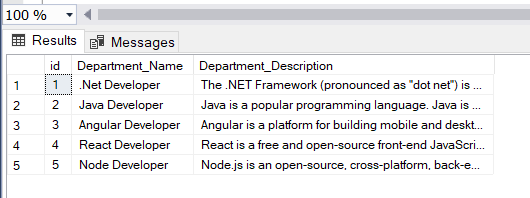 100 %
Results Messages
id Department_Name Department_Description
1 1 .Net Developer The .NET Framework (pronounced as "dot net") is ...
2 2 Java Developer Java is a popular programming language. Java is ...
3 3 Angular Developer Angular is a platform for building mobile and deskt...
4 4 React Developer React is a free and open-source front-end JavaScri...
5 5 Node Developer Node.js is an open-source, cross-platform, back-e...